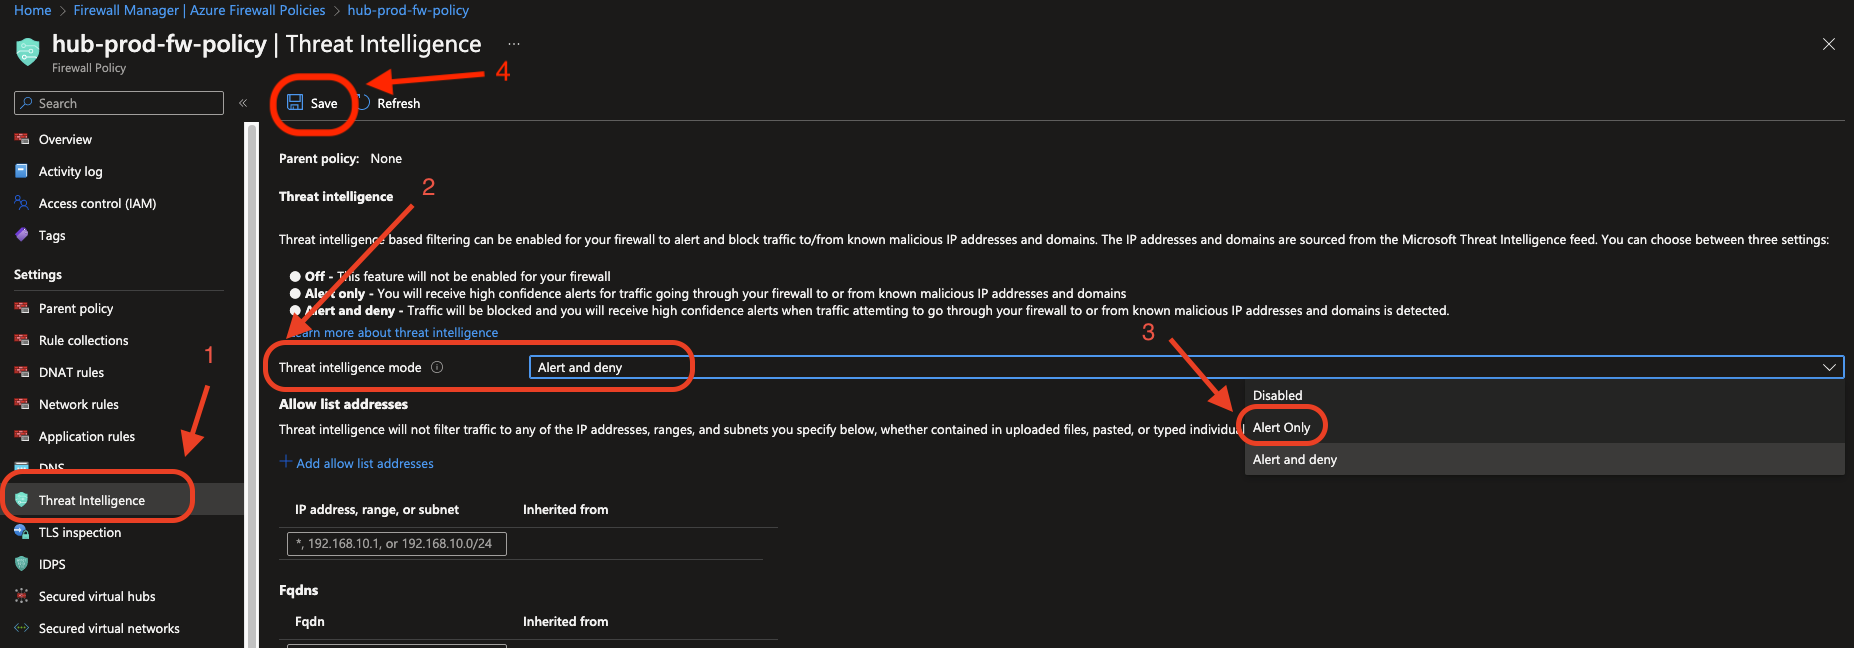 Home > Firewall Manager | Azure Firewall Policies > hub-prod-fw-policy
hub-prod-fw-policy | Threat Intelligence ...
Firewall Policy
4
Search «
Save Refresh
Overview
Activity log
Access control (IAM)
Tags
Settings
Parent policy
Rule collections
1
DNAT rules
Network rules
Application rules
DNS
Threat Intelligence
TLS inspection
IDPS
Secured virtual hubs
Secured virtual networks
Parent policy: None
2
Threat intelligence
Threat intelligence based filtering can be enabled for your firewall to alert and block traffic to/from known malicious IP addresses and domains. The IP addresses and domains are sourced from the Microsoft Threat Intelligence feed. You can choose between three settings:
Off - This feature will not be enabled for your firewall
Alert only - You will receive high confidence alerts for traffic going through your firewall to or from known malicious IP addresses and domains
Alert and deny - Traffic will be blocked and you will receive high confidence alerts when traffic attemting to go through your firewall to or from known malicious IP addresses and domains is detected.
Learn more about threat intelligence
3
Threat intelligence mode Alert and deny
Disabled
Alert Only
Alert and deny
Allow list addresses
Threat intelligence will not filter traffic to any of the IP addresses, ranges, and subnets you specify below, whether contained in uploaded files, pasted, or typed individual
+ Add allow list addresses
IP address, range, or subnet Inherited from
*, 192.168.10.1, or 192.168.10.0/24
Fqdns
Fqdn Inherited from